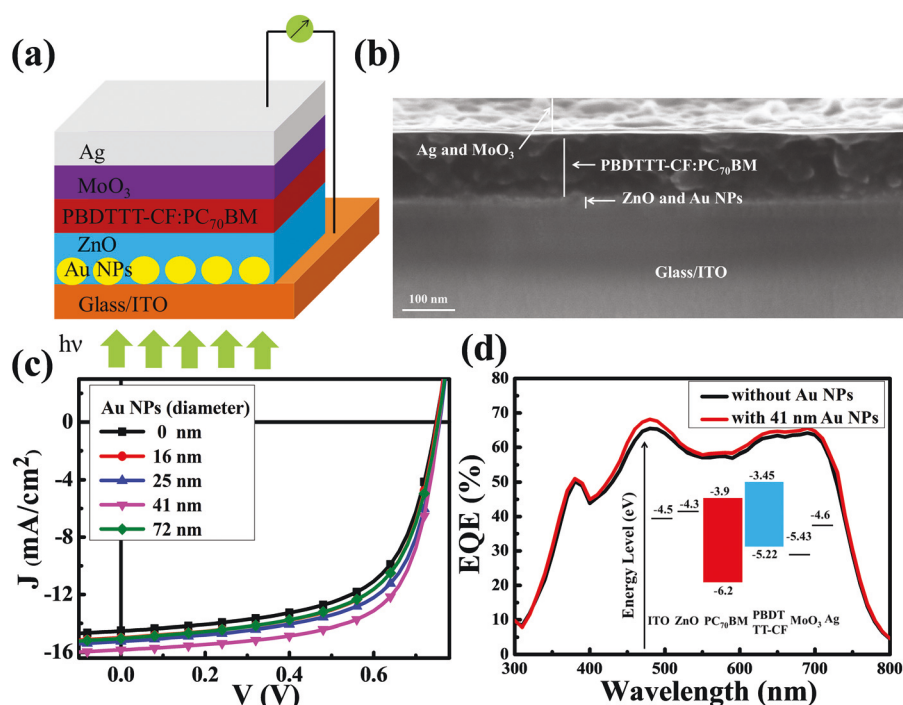 (a)
Ag
MoO₃
PBDTTT-CF:PC₇₀BM
ZnO
Au NPs
Glass/ITO
hν
(b)
Ag and MoO₃
PBDTTT-CF:PC₇₀BM
ZnO and Au NPs
Glass/ITO
100 nm
(c)
Au NPs (diameter)
0 nm
16 nm
25 nm
41 nm
72 nm
0
-4
-8
-12
-16
J (mA/cm²)
0.0
0.2
0.4
0.6
V (V)
(d)
without Au NPs
with 41 nm Au NPs
80
70
60
50
40
30
20
10
0
EQE (%)
Energy Level (eV)
-4.5
-4.3
-3.9
-6.2
-3.45
-5.22
-5.43
-4.6
ITO ZnO PC₇₀BM PBDT MoO₃ Ag
TT-CF
300
400
500
600
700
800
Wavelength (nm)